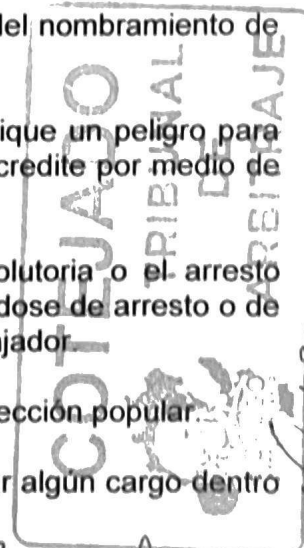 del nombramiento de
ique un peligro para
credite por medio de
olutoria o el arresto
dose de arresto o de
jador.
ección popular
r algún cargo dentro
COTEJADO
TRIBUNAL
DE
ARBITRAJE